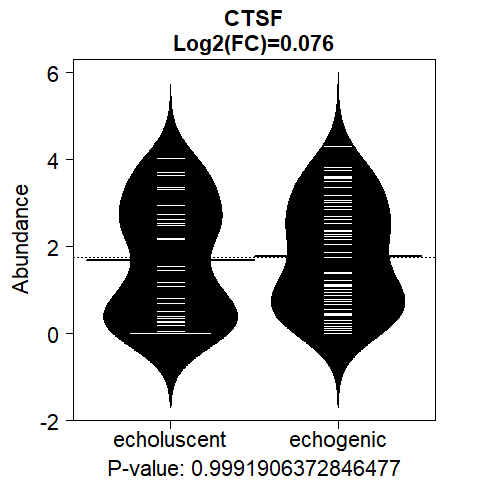 CTSF
Log2(FC)=0.076
Abundance
6
4
2
0
-2
echoluscent echogenic
P-value: 0.9991906372846477